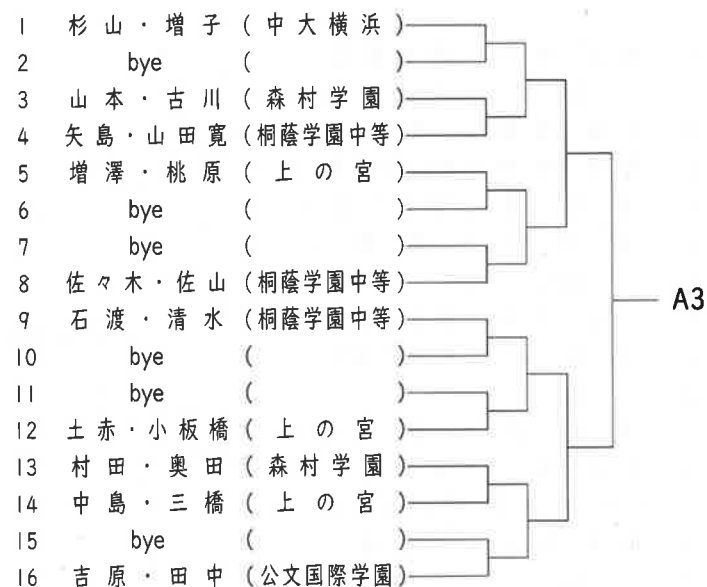 1 杉山・増子 (中大横浜)
2 bye ( )
3 山本・古川 (森村学園)
4 矢島・山田寛 (桐蔭学園中等)
5 増澤・桃原 (上の宮)
6 bye ( )
7 bye ( )
8 佐々木・佐山 (桐蔭学園中等)
9 石渡・清水 (桐蔭学園中等)
10 bye ( )
11 bye ( )
12 土赤・小板橋 (上の宮)
13 村田・奥田 (森村学園)
14 中島・三橋 (上の宮)
15 bye ( )
16 吉原・田中 (公文国際学園)
A3